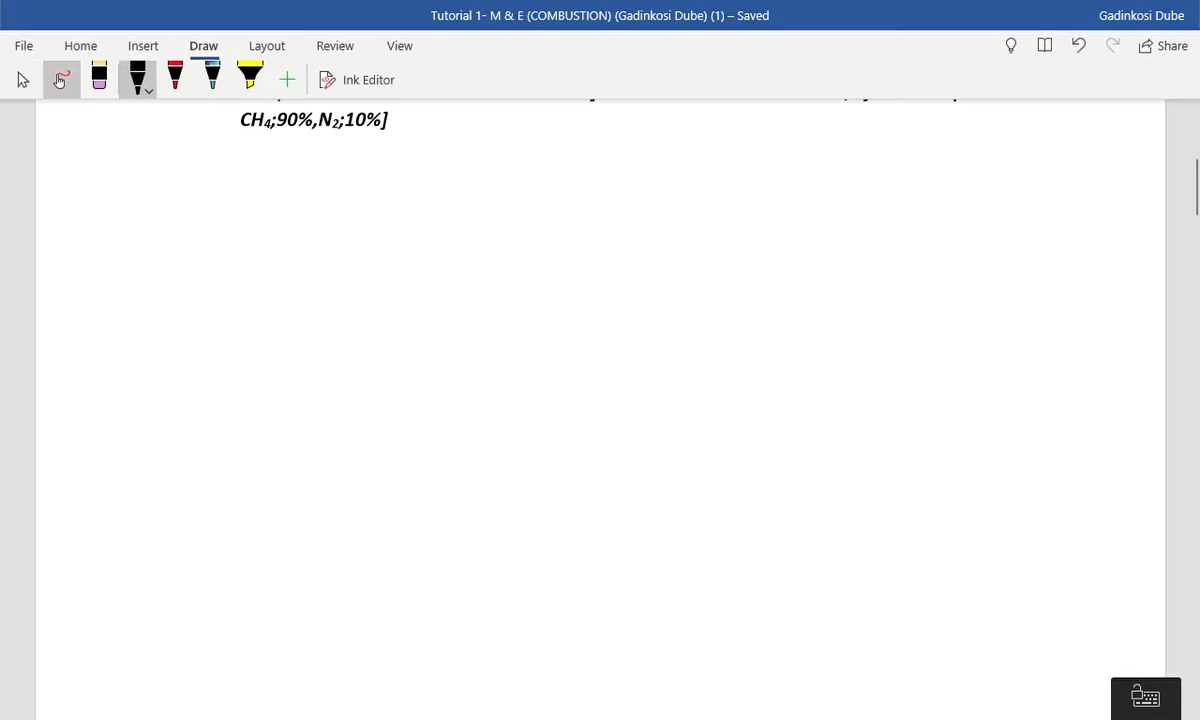 Tutorial 1- M & E (COMBUSTION) (Gadinkosi Dube) (1) – Saved
Gadinkosi Dube
File Home Insert Draw Layout Review View
Share
Ink Editor
CH₄;90%,N₂;10%]